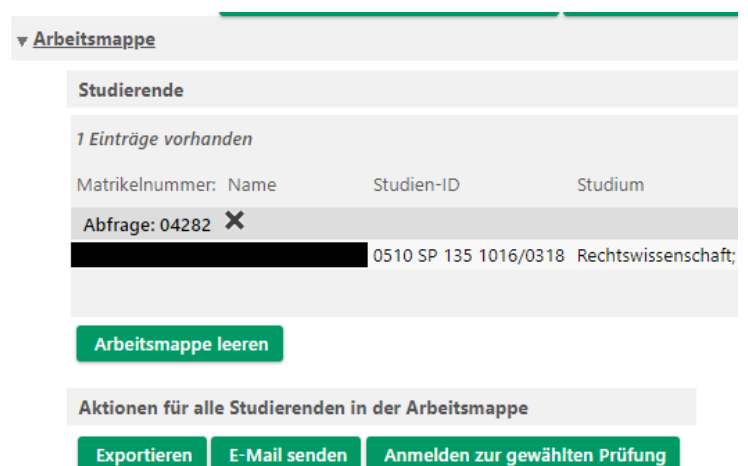 Arbeitsmappe
Studierende
1 Einträge vorhanden
Matrikelnummer: Name Studien-ID Studium
Abfrage: 04282
0510 SP 135 1016/0318 Rechtswissenschaft;
Arbeitsmappe leeren
Aktionen für alle Studierenden in der Arbeitsmappe
Exportieren E-Mail senden Anmelden zur gewählten Prüfung